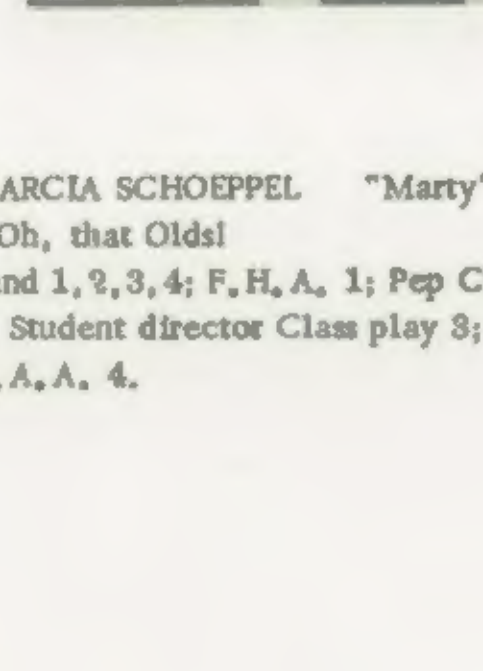 ARCIA SCHOEPPEL "Marty"
Oh, that Olds!
nd 1, 2, 3, 4; F. H. A. 1; Pep C
Student director Class play 3;
. A. A. 4.